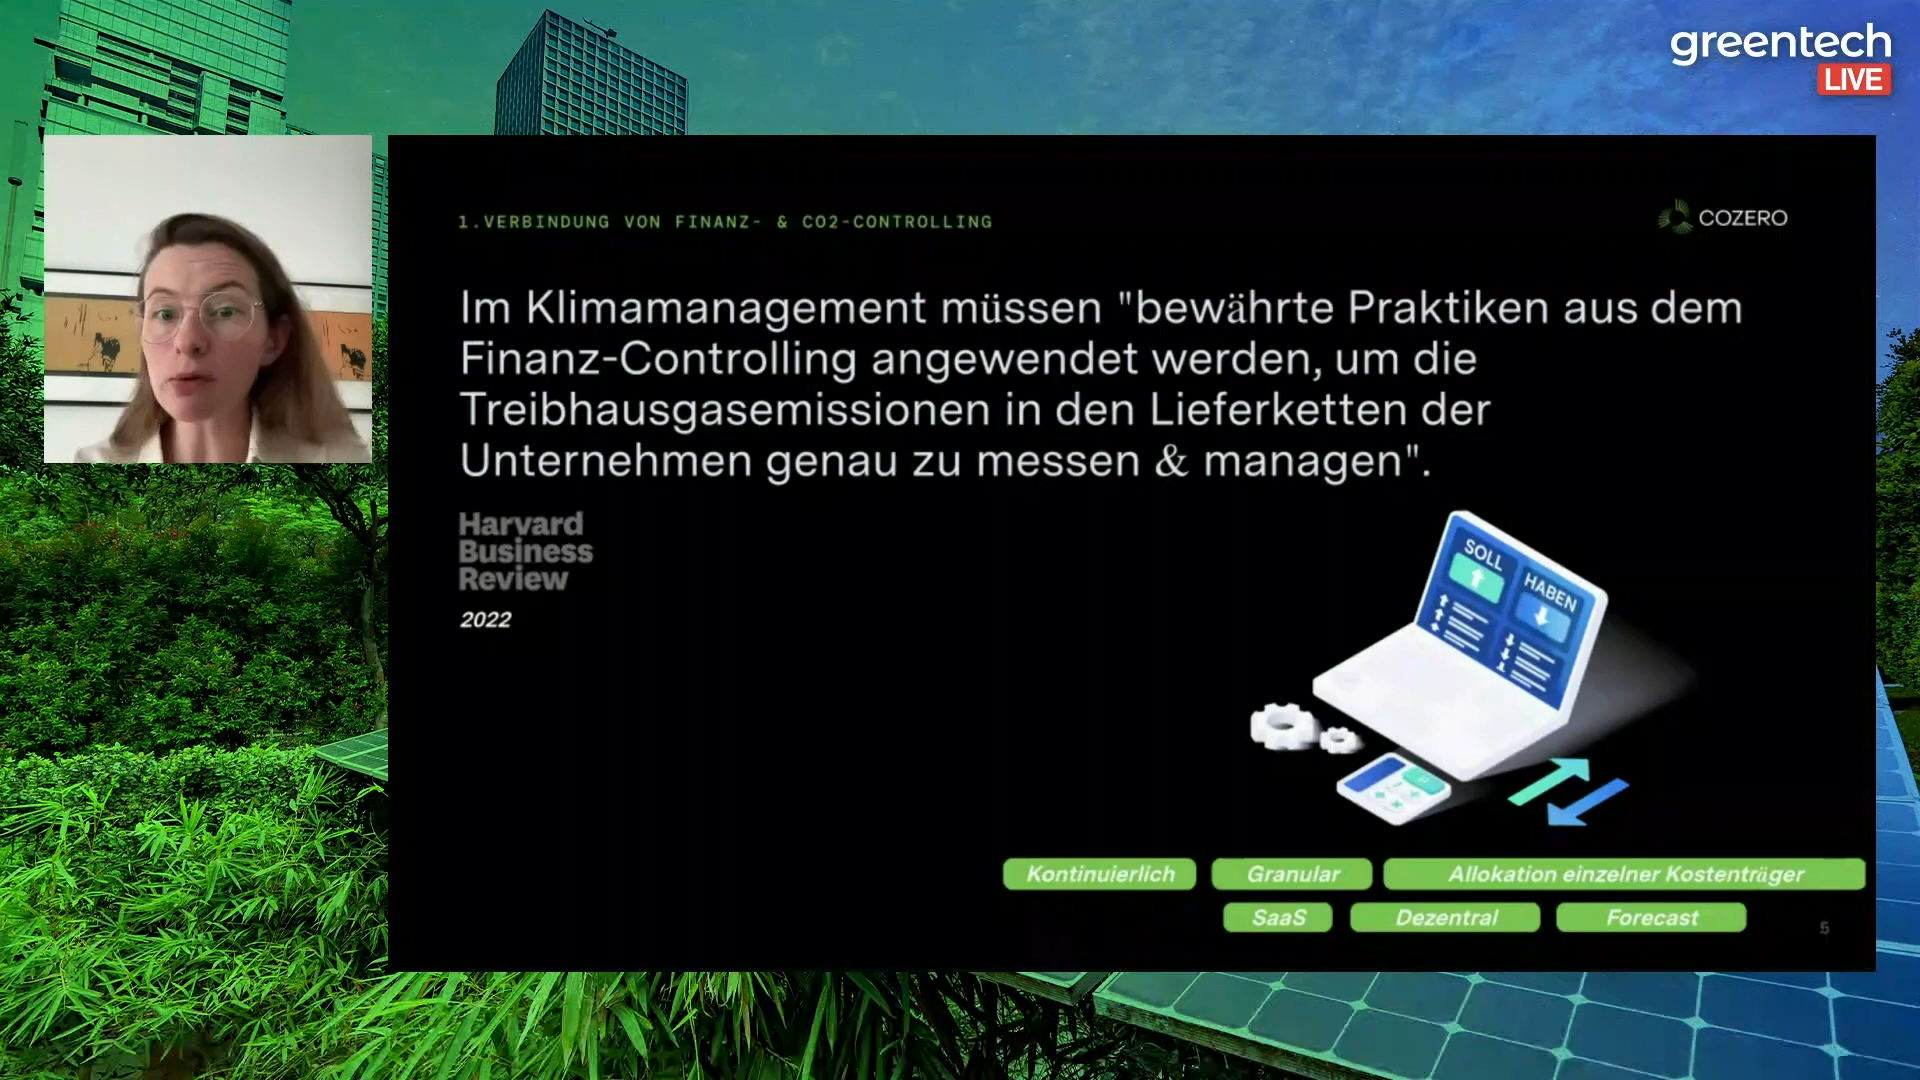 greentech
LIVE
1.VERBINDUNG VON FINANZ- & CO2-CONTROLLING
COZERO
Im Klimamanagement müssen "bewährte Praktiken aus dem
Finanz-Controlling angewendet werden, um die
Treibhausgasemissionen in den Lieferketten der
Unternehmen genau zu messen & managen".
Harvard
Business
Review
2022
SOLL
HABEN
Kontinuierlich
Granular
Allokation einzelner Kostenträger
SaaS
Dezentral
Forecast
5